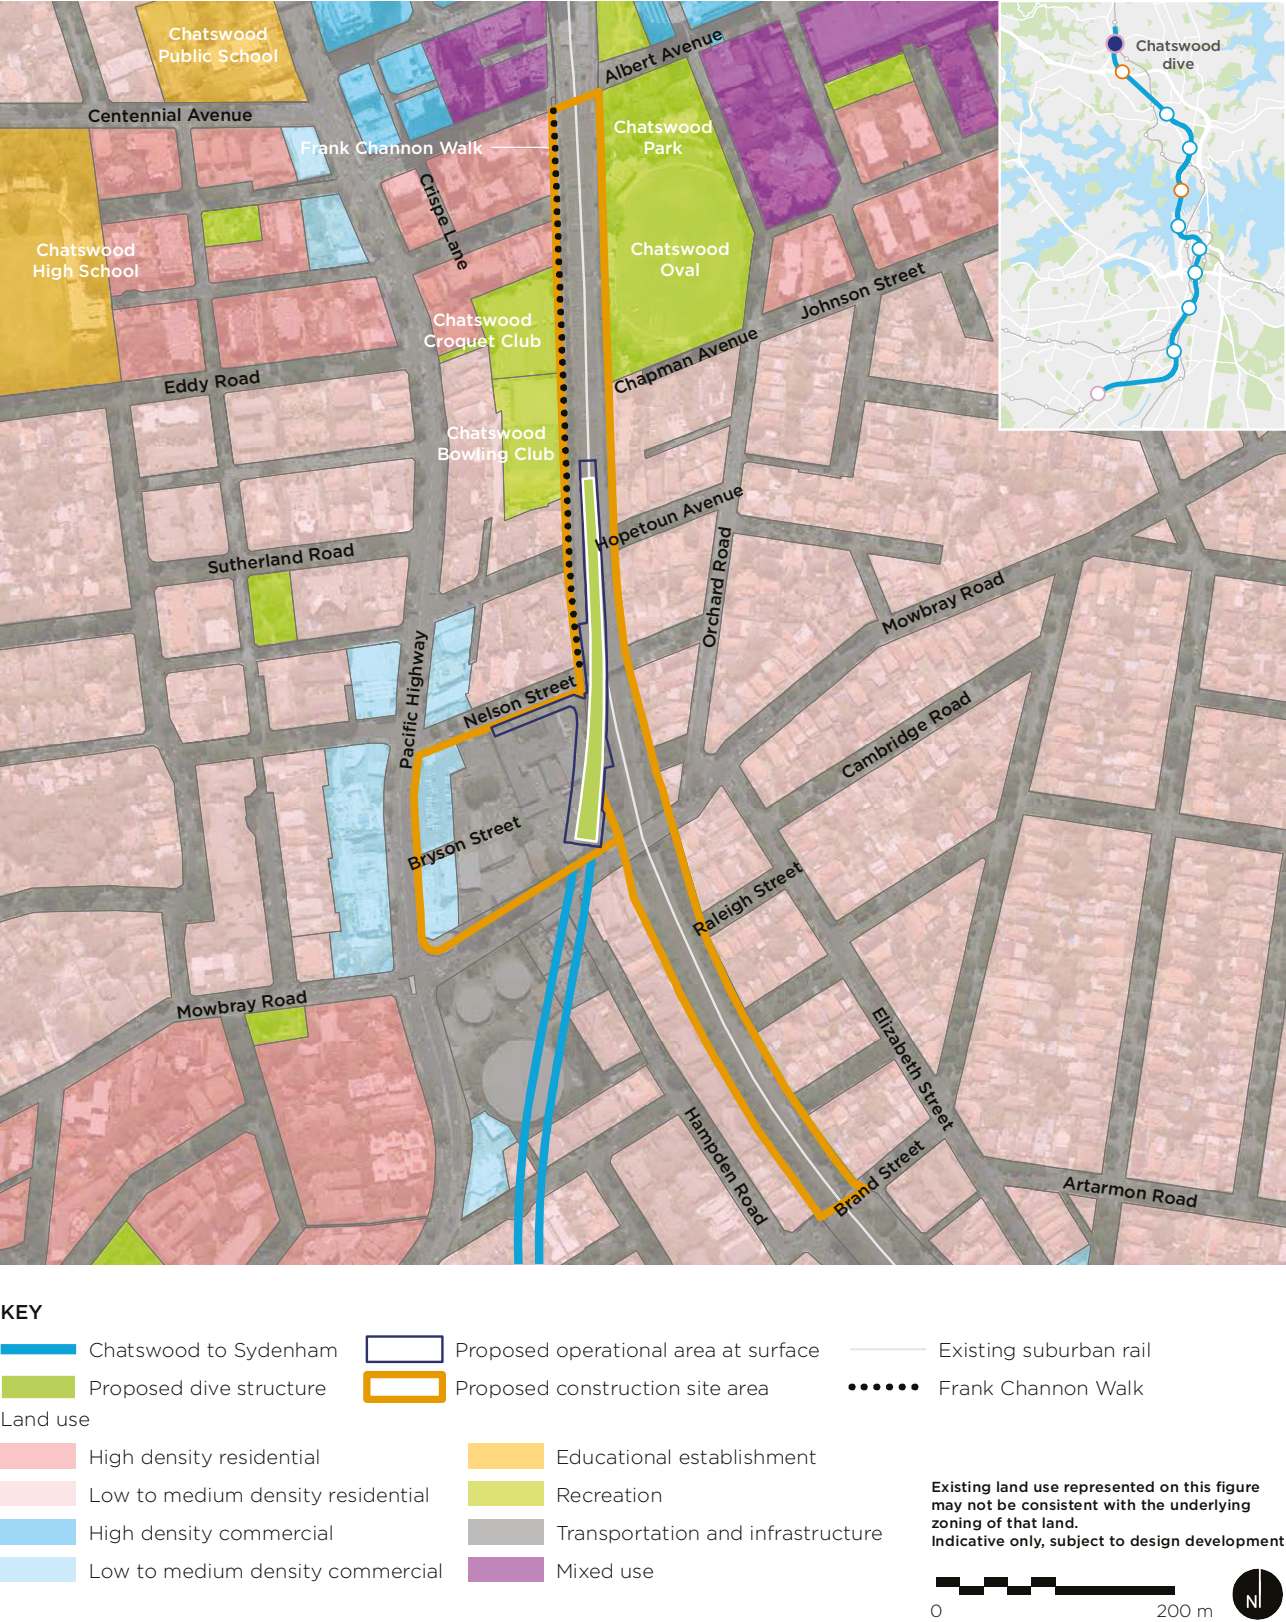 Chatswood
Public School
Albert Avenue
Chatswood
dive
Centennial Avenue
Frank Channon Walk
Chatswood
Park
Crispe Lane
Chatswood
High School
Chatswood
Oval
Johnson Street
Chatswood
Croquet Club
Chapman Avenue
Eddy Road
Chatswood
Bowling Club
Hopetoun Avenue
Sutherland Road
Orchard Road
Mowbray Road
Pacific Highway
Nelson Street
Cambridge Road
Bryson Street
Raleigh Street
Mowbray Road
Elizabeth Street
Hampden Road
Brand Street
Artarmon Road
KEY
Chatswood to Sydenham
Proposed operational area at surface
Existing suburban rail
Proposed dive structure
Proposed construction site area
Frank Channon Walk
Land use
High density residential
Educational establishment
Low to medium density residential
Recreation
High density commercial
Transportation and infrastructure
Low to medium density commercial
Mixed use
Existing land use represented on this figure
may not be consistent with the underlying
zoning of that land.
Indicative only, subject to design development
0 200 m
N